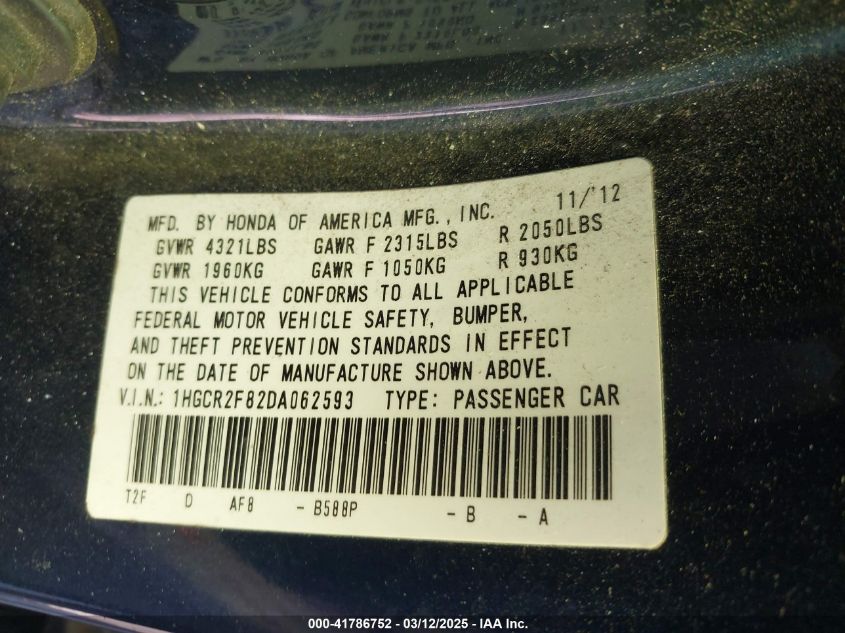 11/'12
MFD. BY HONDA OF AMERICA MFG., INC.
GVWR 4321LBS GAWR F 2315LBS R 2050LBS
GVWR 1960KG GAWR F 1050KG R 930KG
THIS VEHICLE CONFORMS TO ALL APPLICABLE
FEDERAL MOTOR VEHICLE SAFETY, BUMPER,
AND THEFT PREVENTION STANDARDS IN EFFECT
ON THE DATE OF MANUFACTURE SHOWN ABOVE.
V.I.N.: 1HGCR2F82DA062593 TYPE: PASSENGER CAR
T2F D AF8 - B588P - B - A
000-41786752 - 03/12/2025 - IAA Inc.